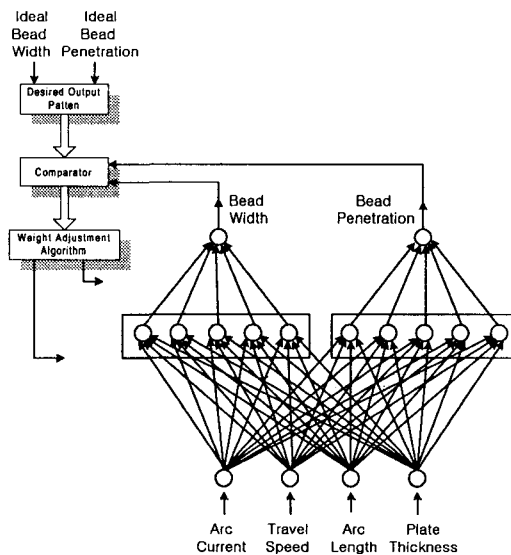 Ideal Bead Width
Ideal Bead Penetration
Desired Output
Patten
Comparator
Weight Adjustment
Algorithm
Bead
Width
Bead
Penetration
Arc
Current
Travel
Speed
Arc
Length
Plate
Thickness